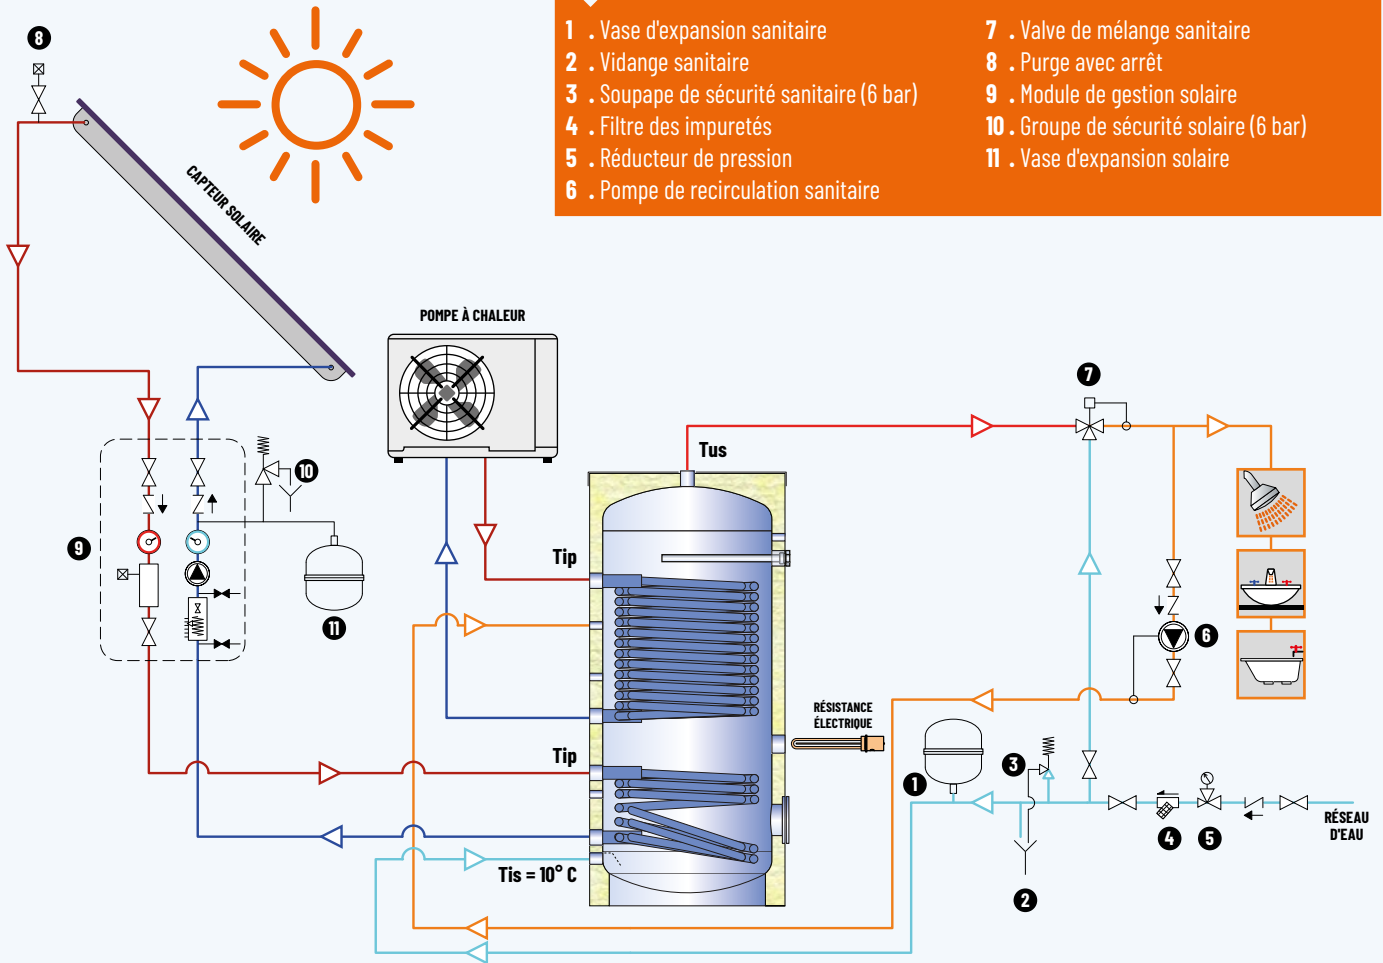 1 . Vase d'expansion sanitaire
2 . Vidange sanitaire
3 . Soupape de sécurité sanitaire (6 bar)
4 . Filtre des impuretés
5 . Réducteur de pression
6 . Pompe de recirculation sanitaire
7 . Valve de mélange sanitaire
8 . Purge avec arrêt
9 . Module de gestion solaire
10 . Groupe de sécurité solaire (6 bar)
11 . Vase d'expansion solaire
8
CAPTEUR SOLAIRE
POMPE À CHALEUR
7
Tus
10
9
Tip
11
6
RÉSISTANCE
ÉLECTRIQUE
Tip
3
1
RÉSEAU
D'EAU
4
5
Tis = 10° C
2